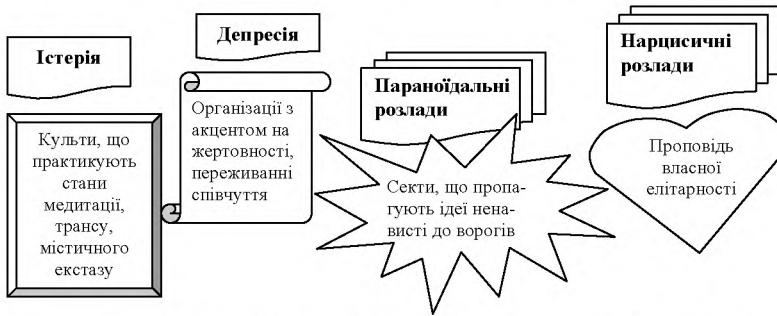 Істерія
Культи, що
практикують
стани
медитації,
трансу,
містичного
екстазу
Депресія
Організації з
акцентом на
жертовності,
переживанні
співчуття
Параноїдальні
розлади
Секти, що пропа-
гують ідеї нена-
висті до ворогів
Нарцисичні
розлади
Проповідь
власної
елітарності